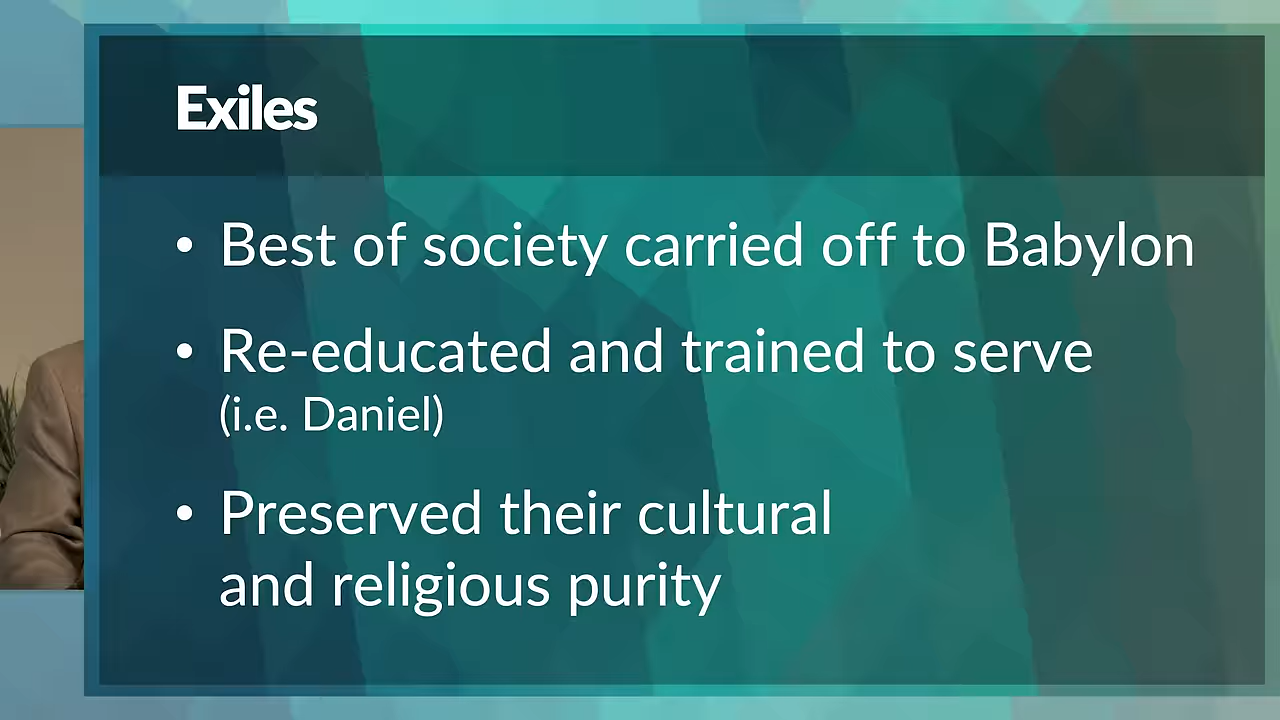 Exiles
• Best of society carried off to Babylon
• Re-educated and trained to serve
(i.e. Daniel)
• Preserved their cultural
and religious purity